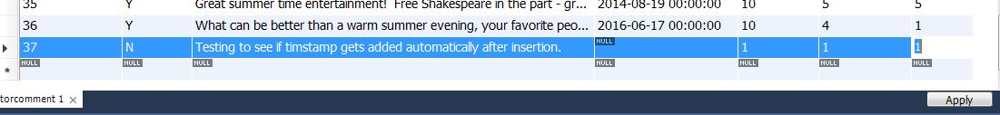 35 Y Great summer time entertainment! Free Shakespeare in the part - gr... 2014-08-19 00:00:00 10 5 5
36 Y What can be better than a warm summer evening, your favorite peo... 2016-06-17 00:00:00 10 4 1
37 N Testing to see if timstamp gets added automatically after insertion. NULL 1 1 1
* NULL NULL NULL NULL NULL NULL NULL
torcomment 1 × Apply